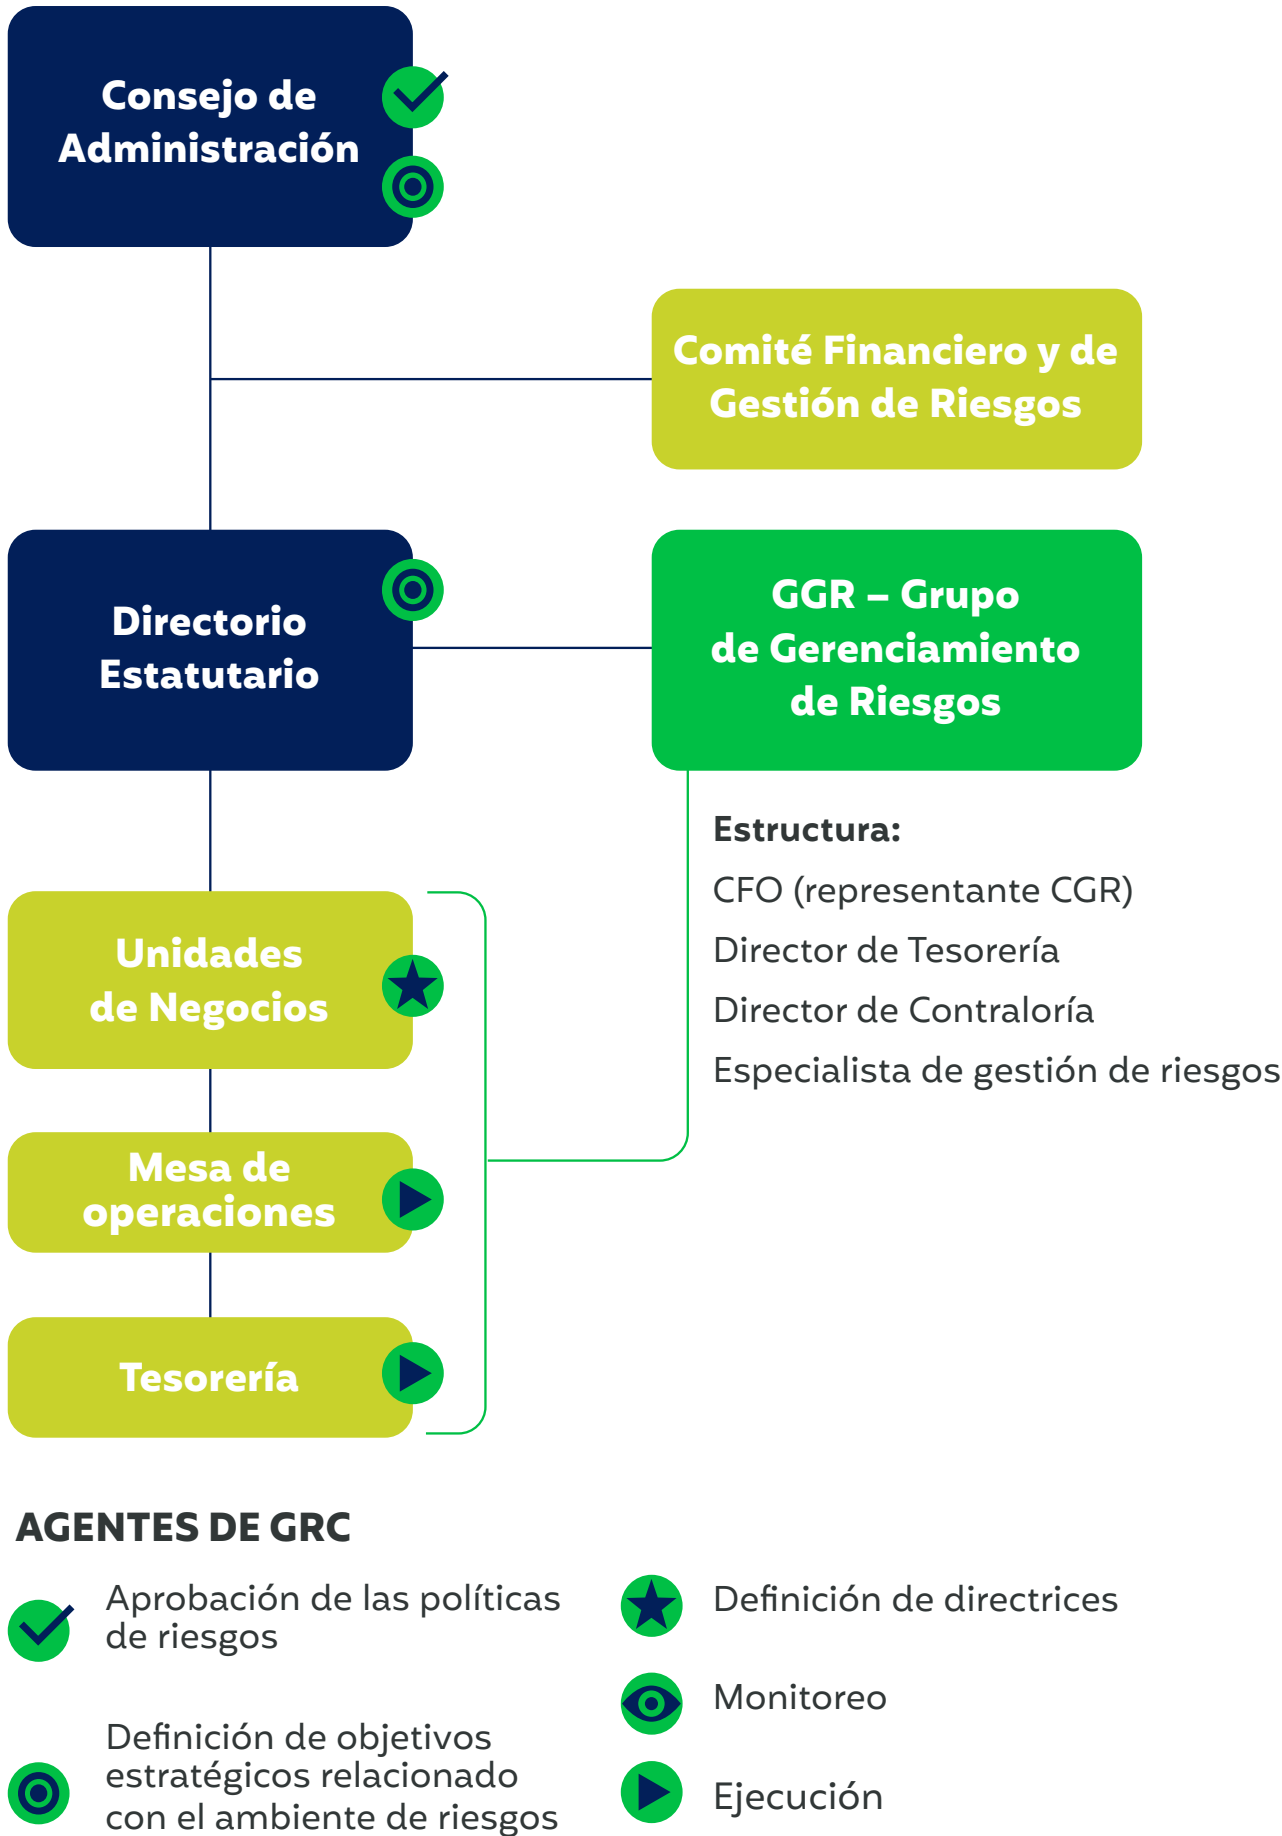 Consejo de
Administración
Comité Financiero y de
Gestión de Riesgos
Directorio
Estatutario
GGR – Grupo
de Gerenciamiento
de Riesgos
Estructura:
CFO (representante CGR)
Director de Tesorería
Director de Contraloría
Especialista de gestión de riesgos
Unidades
de Negocios
Mesa de
operaciones
Tesorería
AGENTES DE GRC
Aprobación de las políticas
de riesgos
Definición de objetivos
estratégicos relacionado
con el ambiente de riesgos
Definición de directrices
Monitoreo
Ejecución